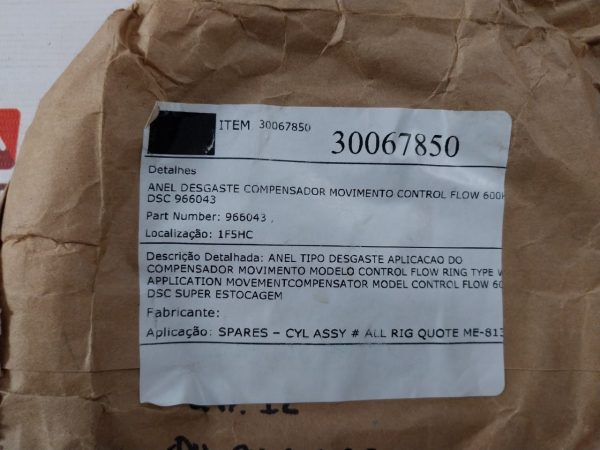 ITEM 30067850
30067850
Detalhes
ANEL DESGASTE COMPENSADOR MOVIMENTO CONTROL FLOW 600
DSC 966043
Part Number: 966043 ,
Localização: 1F5HC
Descrição Detalhada: ANEL TIPO DESGASTE APLICACAO DO
COMPENSADOR MOVIMENTO MODELO CONTROL FLOW RING TYPE W
APPLICATION MOVEMENTCOMPENSATOR MODEL CONTROL FLOW 60
DSC SUPER ESTOCAGEM
Fabricante:
Aplicação: SPARES – CYL ASSY # ALL RIG QUOTE ME-813